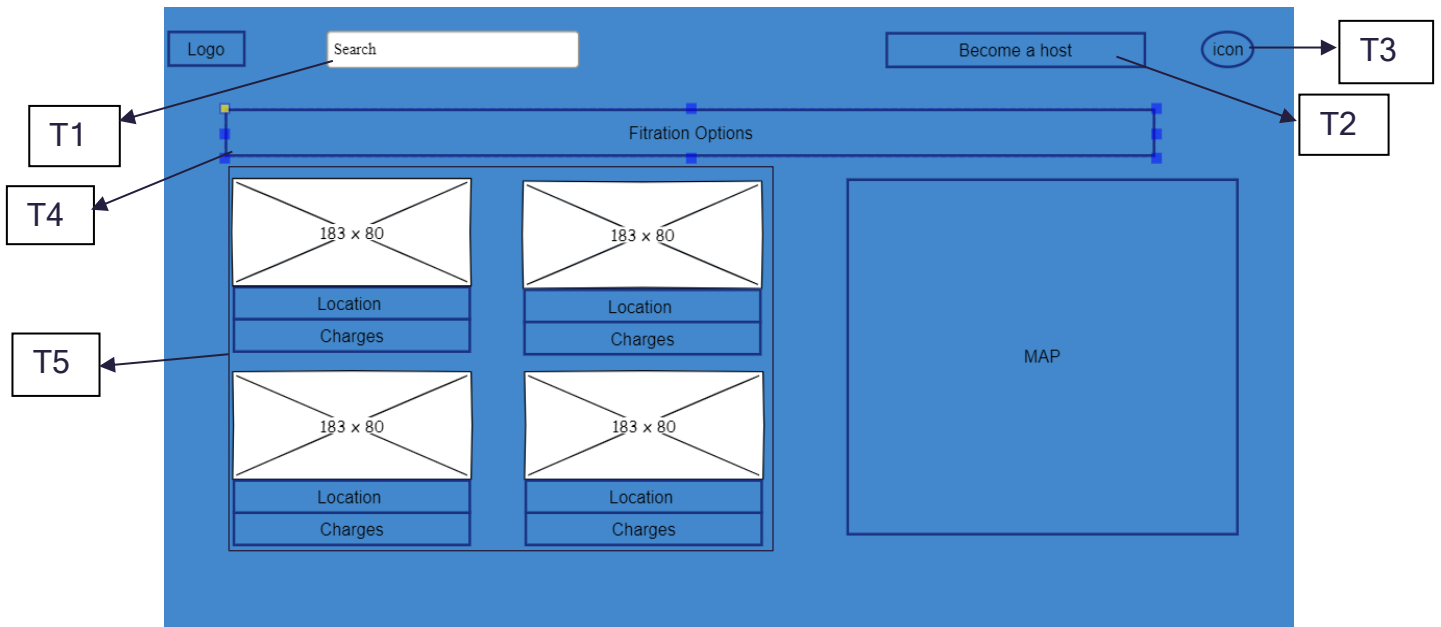 Logo
Search
Become a host
icon
T3
T1
T2
Fitration Options
T4
183 x 80
183 x 80
Location
Location
Charges
Charges
T5
MAP
183 x 80
183 x 80
Location
Location
Charges
Charges